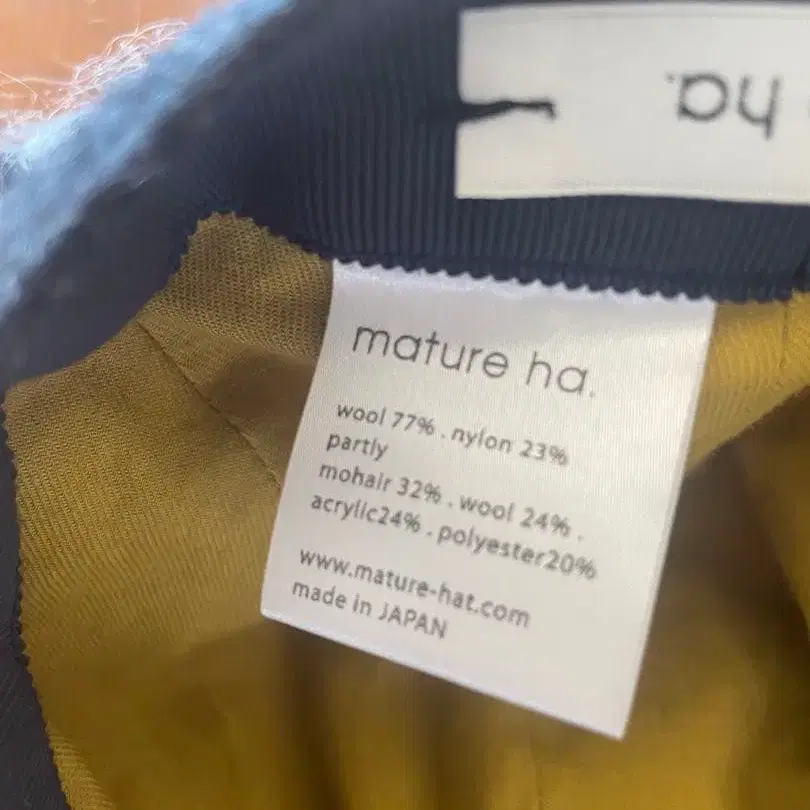 ha.
mature ha.
wool 77% . nylon 23%
partly
mohair 32% . wool 24% .
acrylic24% . polyester20%
www.mature-hat.com
made in JAPAN